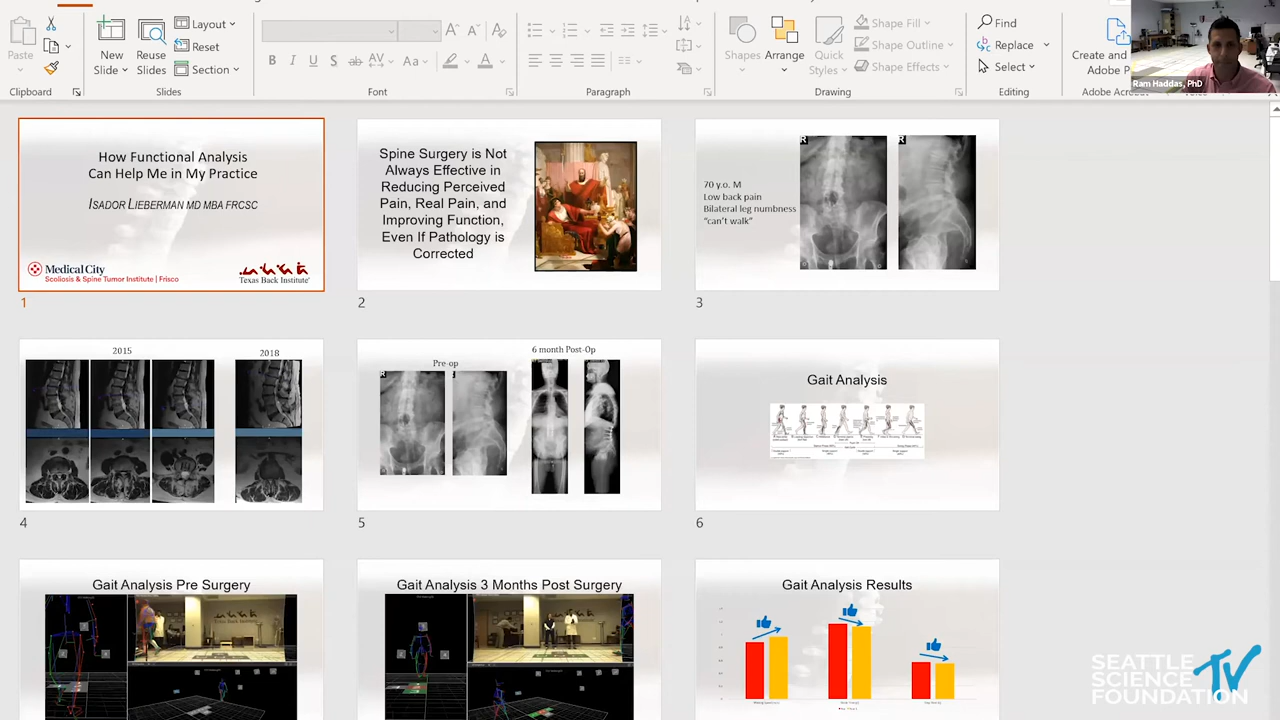 Paste
New
Slide
Reuse
Slides
Layout
Reset
Section
B I U S
Aa
Shapes
Arrange
Quick
Styles
Shape Fill
Shape Outline
Shape Effects
Find
Replace
Select
Create and
Adobe P
Clipboard
Slides
Font
Paragraph
Drawing
Editing
Adobe Acrobat
Ram Haddas, PhD
How Functional Analysis
Can Help Me in My Practice
ISADOR LIEBERMAN MD MBA FRCSC
Medical City
Scoliosis & Spine Tumor Institute | Frisco
Texas Back Institute
1
Spine Surgery is Not
Always Effective in
Reducing Perceived
Pain, Real Pain, and
Improving Function,
Even If Pathology is
Corrected
2
70 y.o. M
Low back pain
Bilateral leg numbness
"can't walk"
R
R
3
2015
2018
4
Pre-op
6 month Post-Op
R
5
Gait Analysis
6
Gait Analysis Pre Surgery
Gait Analysis 3 Months Post Surgery
Gait Analysis Results
SEATTLE
SCIENCE
FOUNDATION
TV